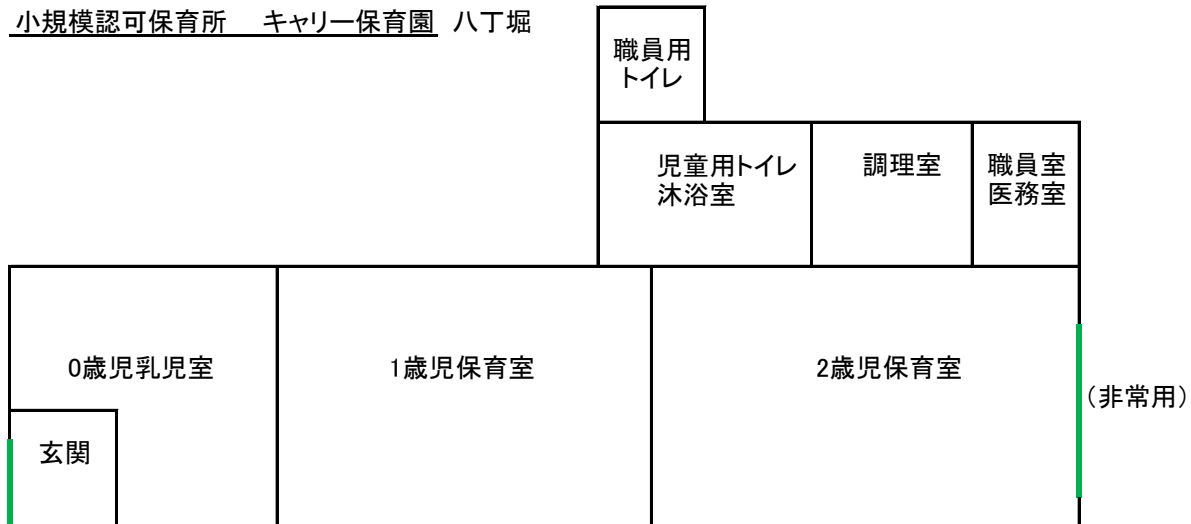 小規模認可保育所　キャリー保育園 八丁堀
職員用
トイレ
児童用トイレ
沐浴室
調理室
職員室
医務室
0歳児乳児室
1歳児保育室
2歳児保育室
(非常用)
玄関